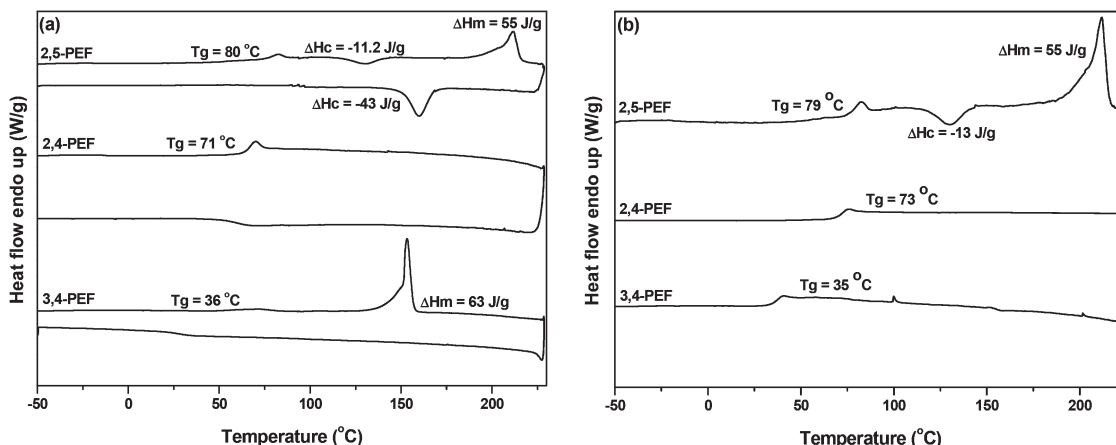 (a)
ΔHm = 55 J/g
2,5-PEF
Tg = 80 °C
ΔHc = -11.2 J/g
ΔHc = -43 J/g
2,4-PEF
Tg = 71 °C
3,4-PEF
Tg = 36 °C
ΔHm = 63 J/g
Heat flow endo up (W/g)
-50 0 50 100 150 200
Temperature (°C)
(b)
ΔHm = 55 J/g
2,5-PEF
Tg = 79 °C
ΔHc = -13 J/g
2,4-PEF
Tg = 73 °C
3,4-PEF
Tg = 35 °C
Heat flow endo up (W/g)
-50 0 50 100 150 200
Temperature (°C)